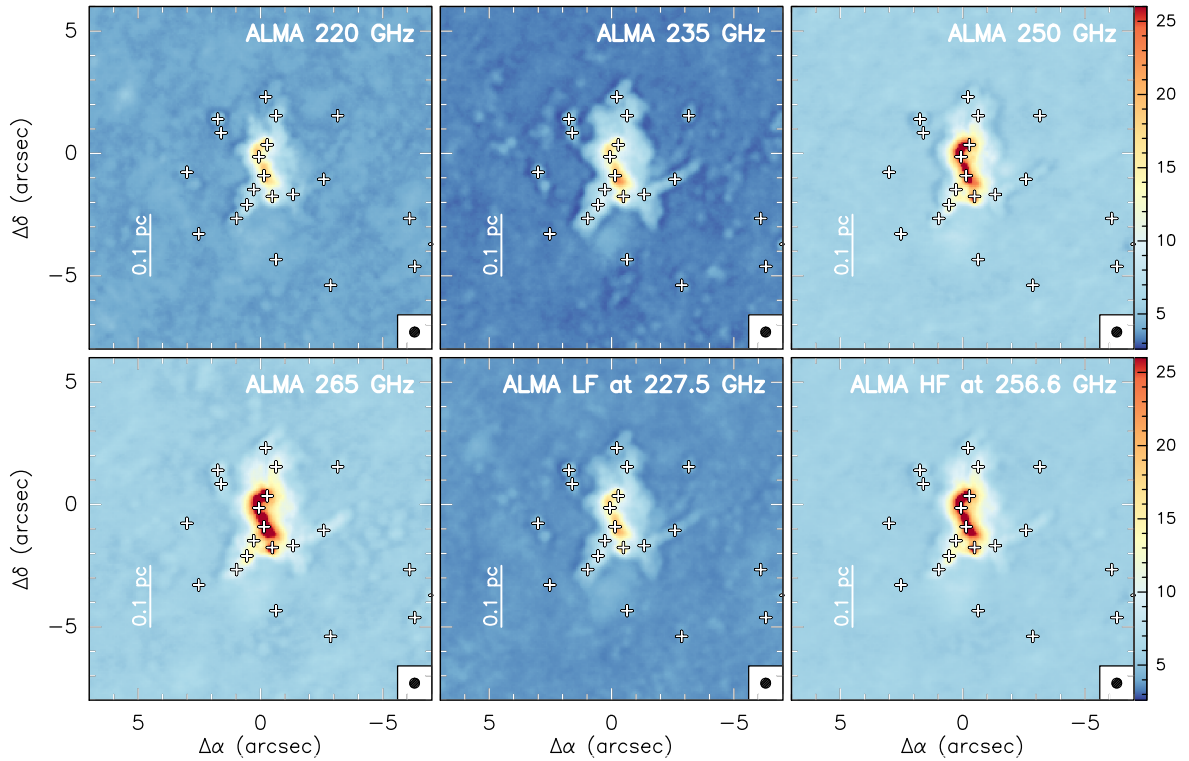 ALMA 220 GHz
ALMA 235 GHz
ALMA 250 GHz
5
0
−5
Δδ (arcsec)
0.1 pc
0.1 pc
0.1 pc
25
20
15
10
5
ALMA 265 GHz
ALMA LF at 227.5 GHz
ALMA HF at 256.6 GHz
5
0
−5
Δδ (arcsec)
0.1 pc
0.1 pc
0.1 pc
25
20
15
10
5
5 0 −5
5 0 −5
5 0 −5
Δα (arcsec)
Δα (arcsec)
Δα (arcsec)